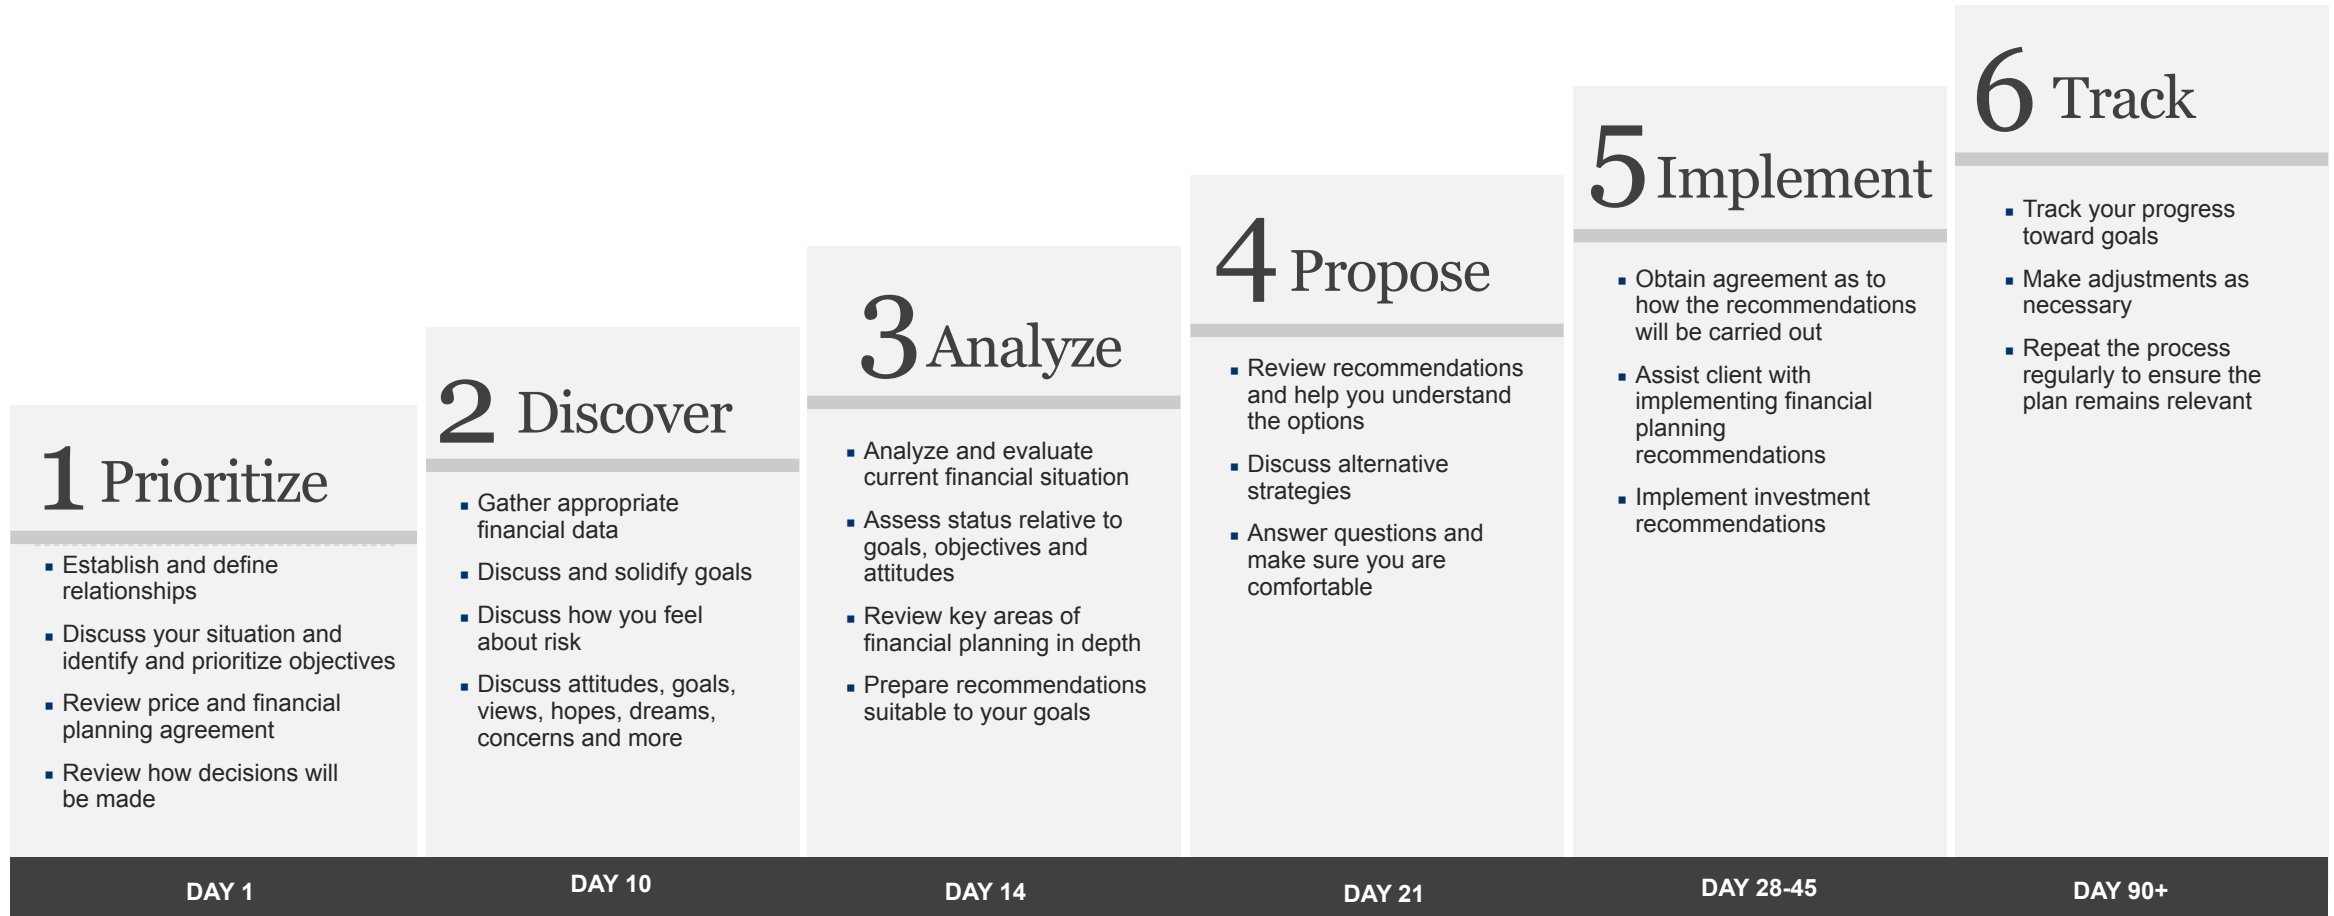 1 Prioritize
▪ Establish and define
relationships
▪ Discuss your situation and
identify and prioritize objectives
▪ Review price and financial
planning agreement
▪ Review how decisions will
be made
DAY 1
2 Discover
▪ Gather appropriate
financial data
▪ Discuss and solidify goals
▪ Discuss how you feel
about risk
▪ Discuss attitudes, goals,
views, hopes, dreams,
concerns and more
DAY 10
3 Analyze
▪ Analyze and evaluate
current financial situation
▪ Assess status relative to
goals, objectives and
attitudes
▪ Review key areas of
financial planning in depth
▪ Prepare recommendations
suitable to your goals
DAY 14
4 Propose
▪ Review recommendations
and help you understand
the options
▪ Discuss alternative
strategies
▪ Answer questions and
make sure you are
comfortable
DAY 21
5 Implement
▪ Obtain agreement as to
how the recommendations
will be carried out
▪ Assist client with
implementing financial
planning
recommendations
▪ Implement investment
recommendations
DAY 28-45
6 Track
▪ Track your progress
toward goals
▪ Make adjustments as
necessary
▪ Repeat the process
regularly to ensure the
plan remains relevant
DAY 90+